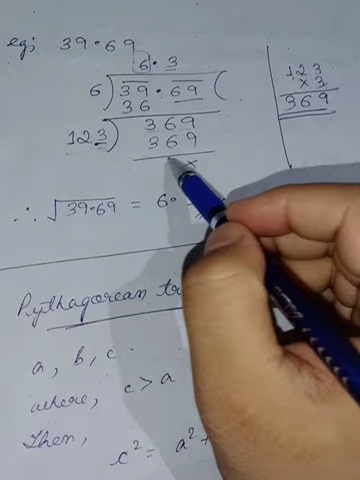 eg; 39.69
6.3
6) 39.69 (
36
123) 369
369
x
123
x 3
369
∴ √39.69 = 6.
Pythagorean
a, b, c.
where, c > a
Then,
c² = a² +